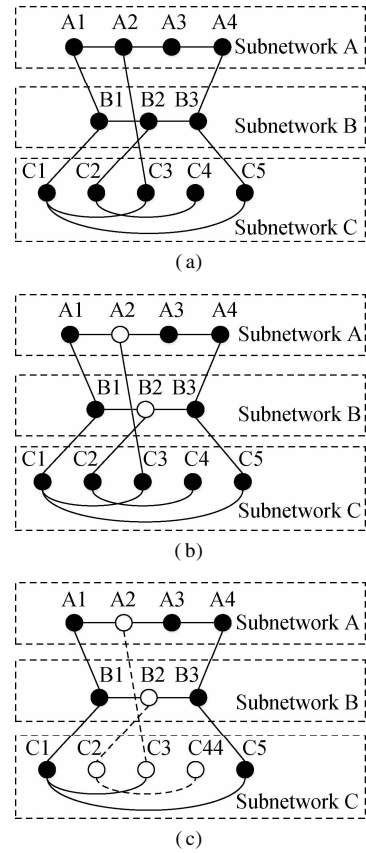 A1 A2 A3 A4
Subnetwork A
B1 B2 B3
Subnetwork B
C1 C2 C3 C4 C5
Subnetwork C
(a)
A1 A2 A3 A4
Subnetwork A
B1 B2 B3
Subnetwork B
C1 C2 C3 C4 C5
Subnetwork C
(b)
A1 A2 A3 A4
Subnetwork A
B1 B2 B3
Subnetwork B
C1 C2 C3 C44 C5
Subnetwork C
(c)